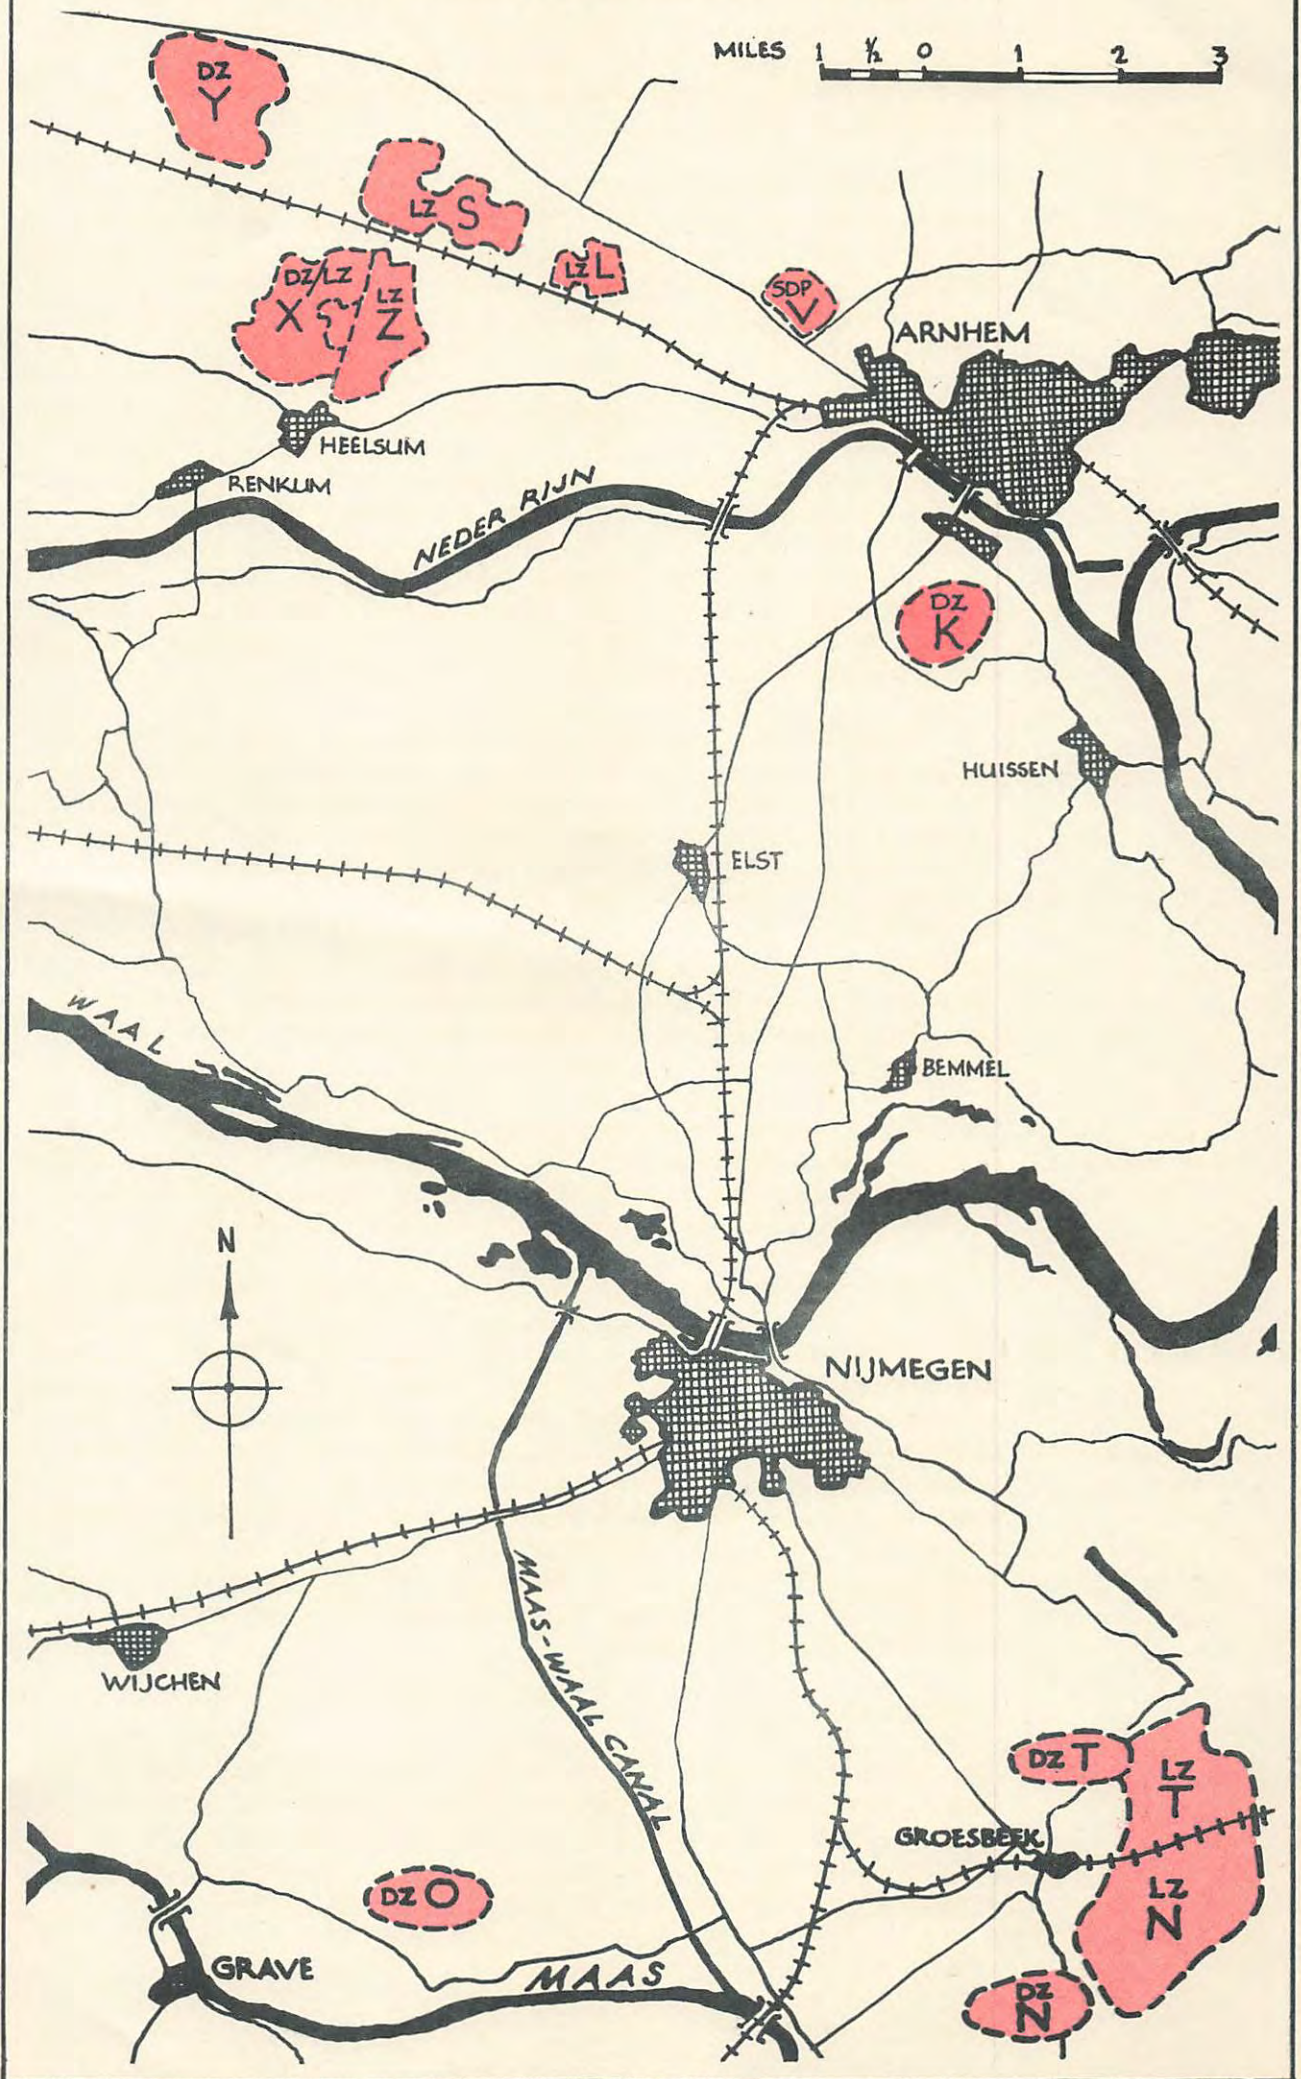 MILES 1 ½ 0 1 2 3
DZ
Y
LZ S
DZ/LZ
X
LZ
Z
LZ L
SDP
V
ARNHEM
HEELSUM
RENKUM
NEDER RIJN
DZ
K
HUISSEN
ELST
WAAL
BEMMEL
N
NIJMEGEN
MAAS-WAAL CANAL
WIJCHEN
DZ T
LZ
T
GROESBEEK
DZ O
LZ
N
GRAVE
MAAS
DZ
N